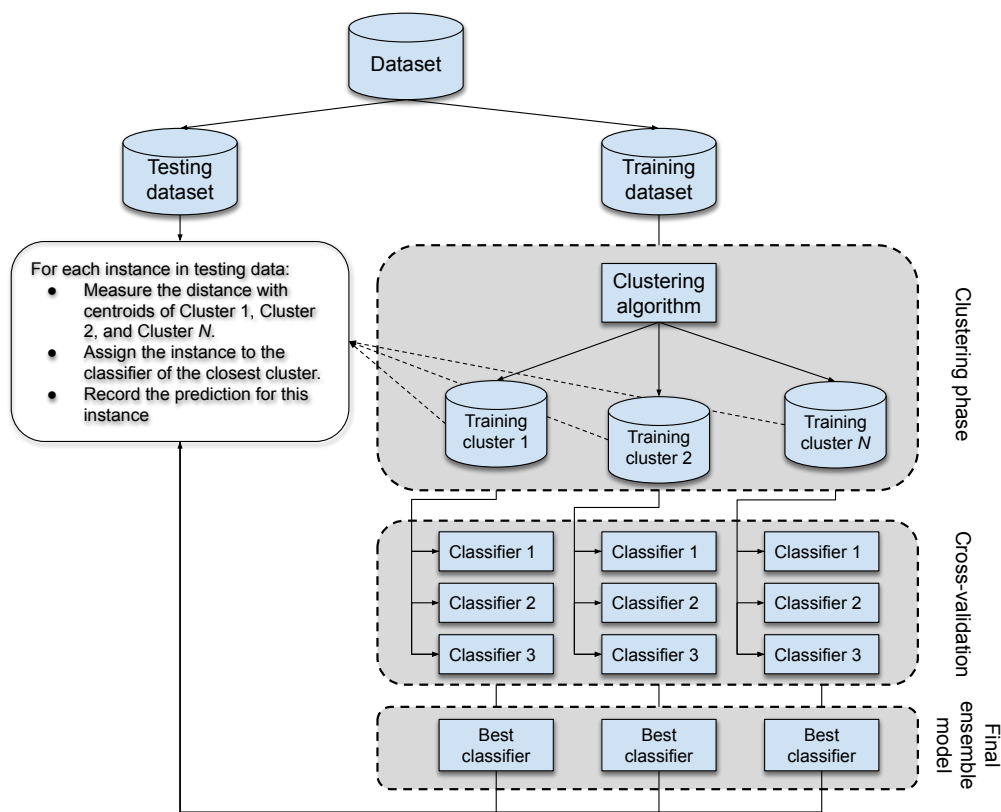 Dataset
Testing
dataset
Training
dataset
For each instance in testing data:
● Measure the distance with
centroids of Cluster 1, Cluster
2, and Cluster N.
● Assign the instance to the
classifier of the closest cluster.
● Record the prediction for this
instance
Clustering
algorithm
Training
cluster 1
Training
cluster 2
Training
cluster N
Clustering phase
Classifier 1
Classifier 1
Classifier 1
Classifier 2
Classifier 2
Classifier 2
Classifier 3
Classifier 3
Classifier 3
Cross-validation
Best
classifier
Best
classifier
Best
classifier
Final
ensemble
model